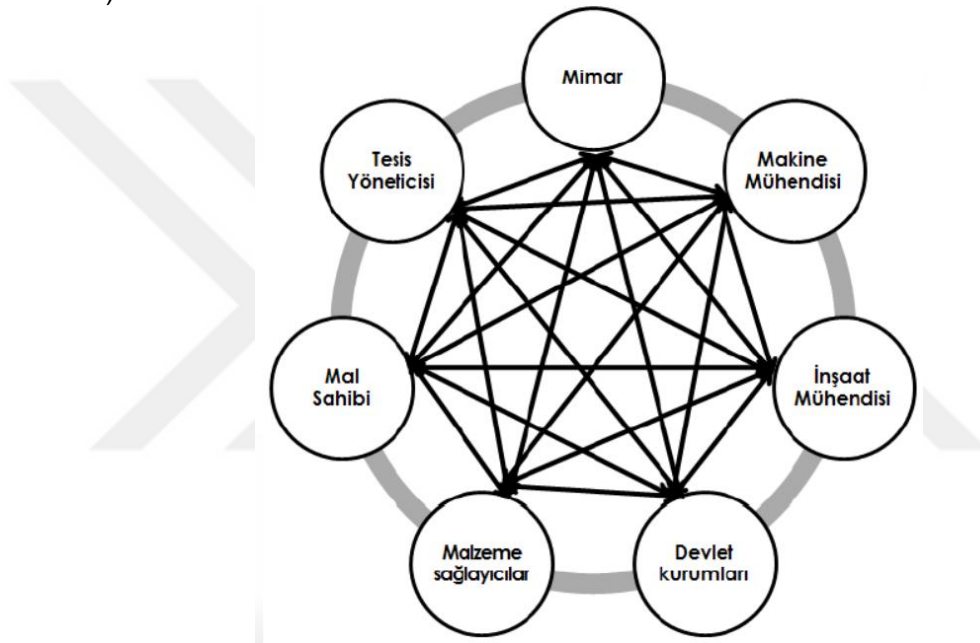 Mimar
Makine
Mühendisi
İnşaat
Mühendisi
Devlet
kurumları
Malzeme
sağlayıcılar
Mal
Sahibi
Tesis
Yöneticisi